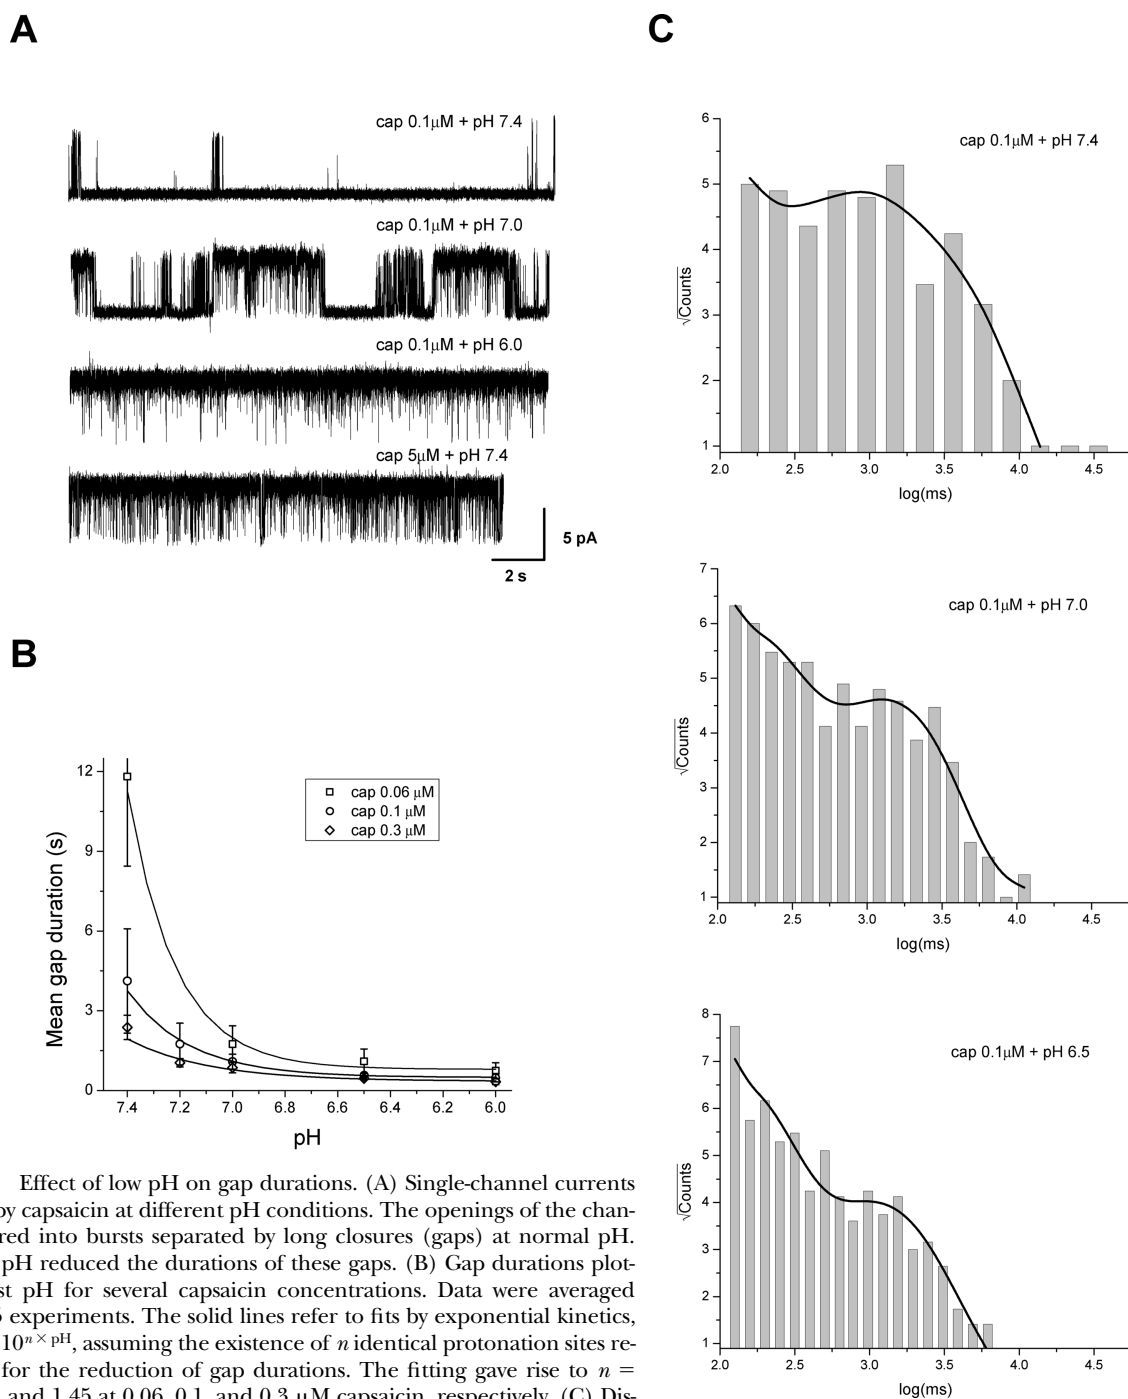 A
cap 0.1μM + pH 7.4
cap 0.1μM + pH 7.0
cap 0.1μM + pH 6.0
cap 5μM + pH 7.4
5 pA
2 s
B
12
9
6
3
0
Mean gap duration (s)
cap 0.06 μM
cap 0.1 μM
cap 0.3 μM
7.4 7.2 7.0 6.8 6.6 6.4 6.2 6.0
pH
Effect of low pH on gap durations. (A) Single-channel currents
by capsaicin at different pH conditions. The openings of the chan-
red into bursts separated by long closures (gaps) at normal pH.
pH reduced the durations of these gaps. (B) Gap durations plot-
st pH for several capsaicin concentrations. Data were averaged
experiments. The solid lines refer to fits by exponential kinetics,
10^{n × pH}, assuming the existence of n identical protonation sites re-
for the reduction of gap durations. The fitting gave rise to n =
and 1.45 at 0.06, 0.1, and 0.3 μM capsaicin, respectively. (C) Dis-
C
cap 0.1μM + pH 7.4
6
5
4
3
2
1
√Counts
2.0 2.5 3.0 3.5 4.0 4.5
log(ms)
cap 0.1μM + pH 7.0
7
6
5
4
3
2
1
√Counts
2.0 2.5 3.0 3.5 4.0 4.5
log(ms)
cap 0.1μM + pH 6.5
8
7
6
5
4
3
2
1
√Counts
2.0 2.5 3.0 3.5 4.0 4.5
log(ms)